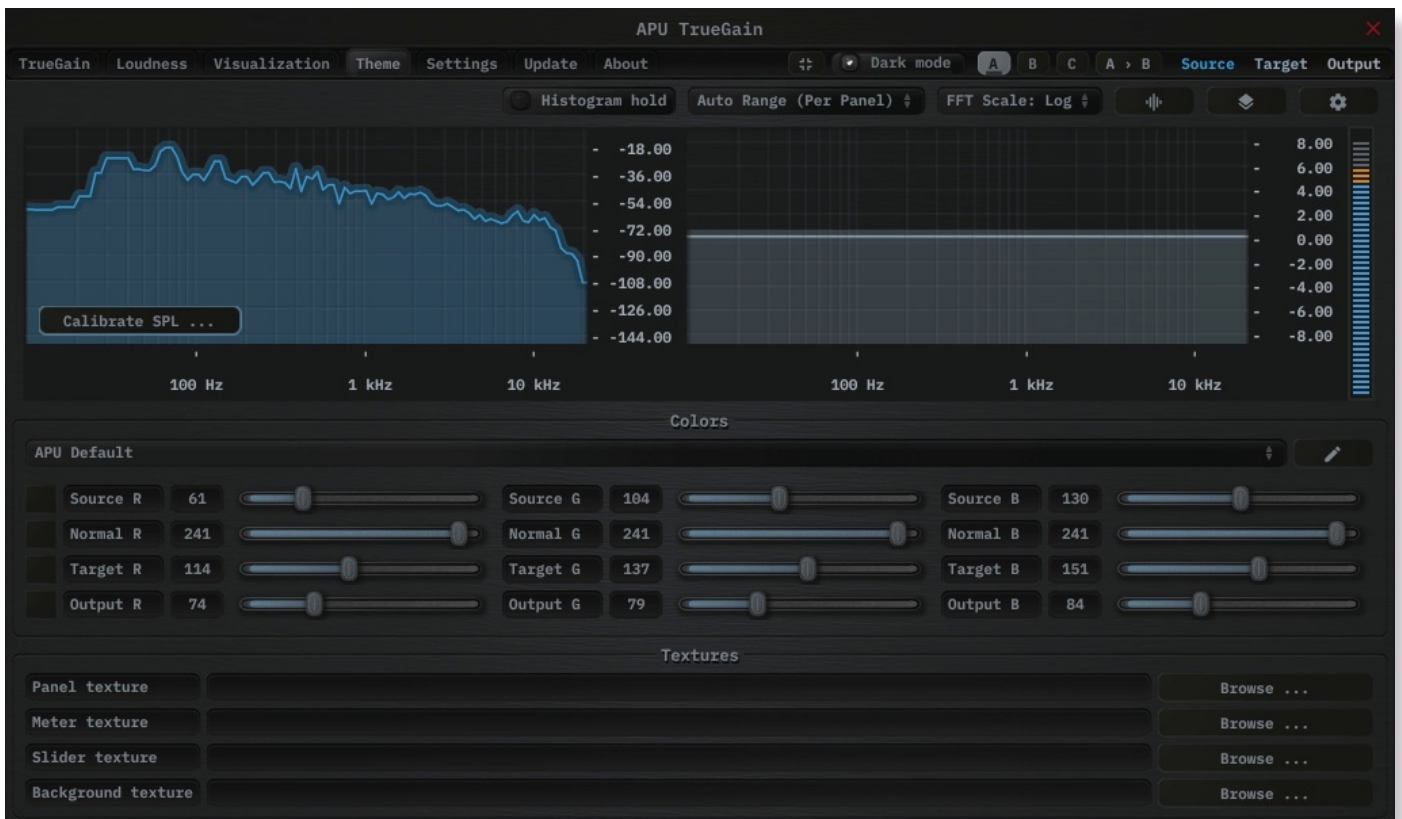 APU TrueGain
TrueGain Loudness Visualization Theme Settings Update About Dark mode A B C A › B Source Target Output
Histogram hold Auto Range (Per Panel) FFT Scale: Log
- -18.00
- -36.00
- -54.00
- -72.00
- -90.00
- -108.00
- -126.00
- -144.00
Calibrate SPL ...
100 Hz 1 kHz 10 kHz
- 8.00
- 6.00
- 4.00
- 2.00
- 0.00
- -2.00
- -4.00
- -6.00
- -8.00
100 Hz 1 kHz 10 kHz
Colors
APU Default
Source R 61 Source G 104 Source B 130
Normal R 241 Normal G 241 Normal B 241
Target R 114 Target G 137 Target B 151
Output R 74 Output G 79 Output B 84
Textures
Panel texture Browse ...
Meter texture Browse ...
Slider texture Browse ...
Background texture Browse ...